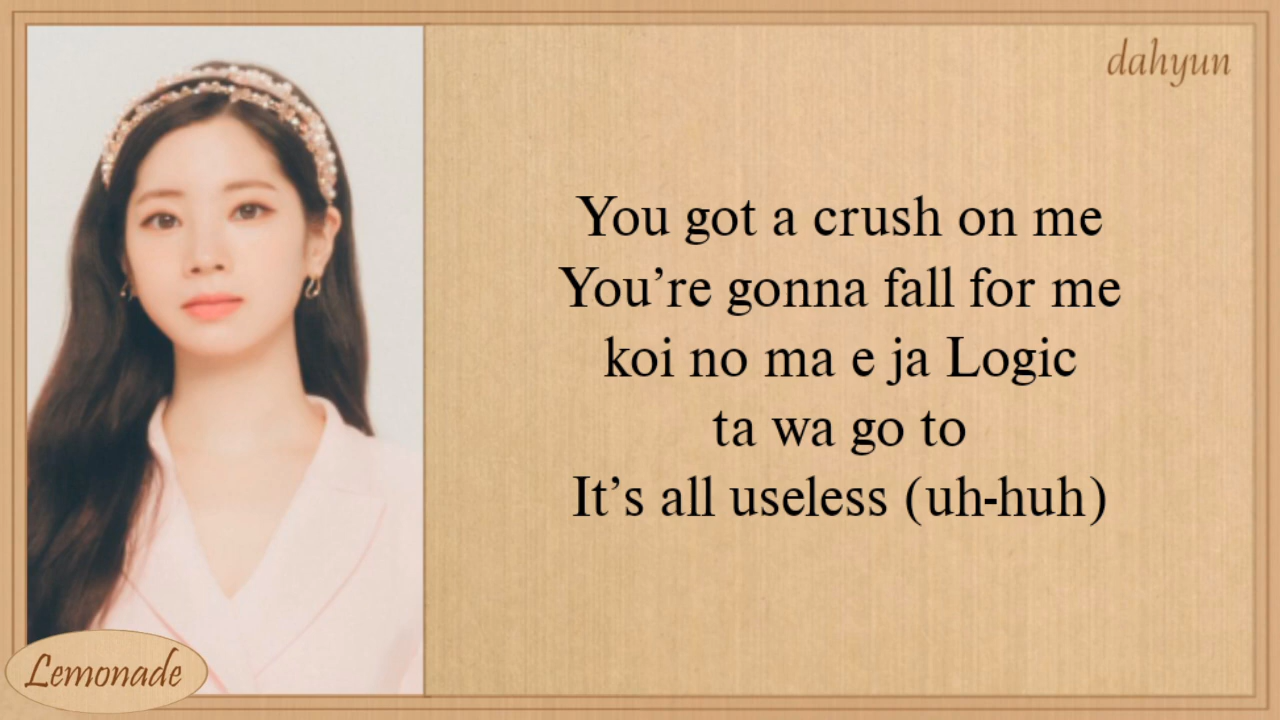 dahyun
You got a crush on me
You’re gonna fall for me
koi no ma e ja Logic
ta wa go to
It’s all useless (uh-huh)
Lemonade